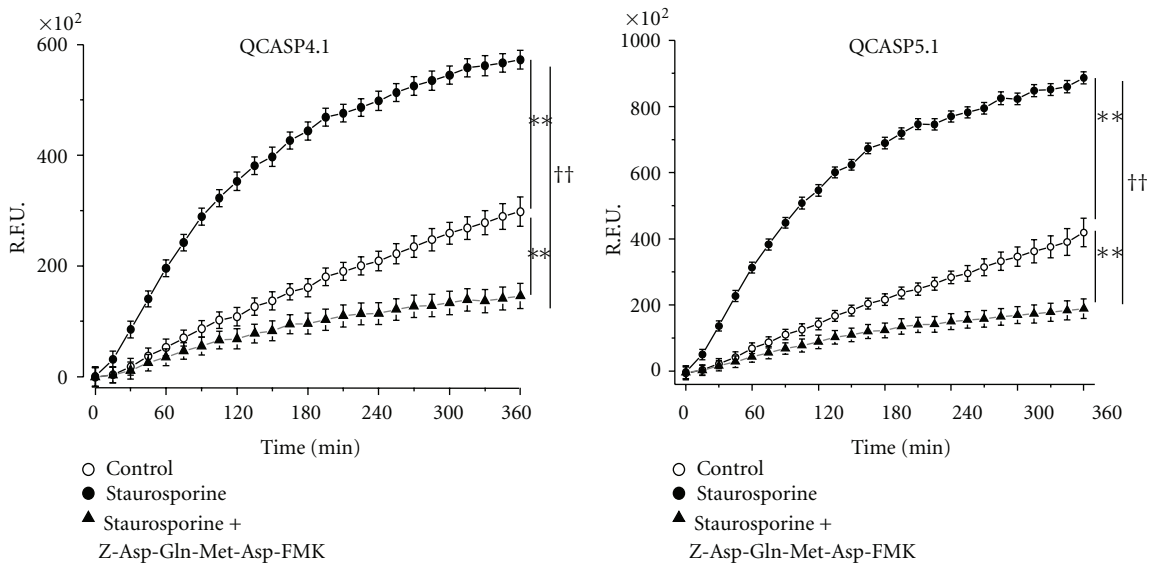 ×10²
QCASP4.1
600
400
200
0
R.F.U.
**
**
††
0 60 120 180 240 300 360
Time (min)
Control
Staurosporine
Staurosporine +
Z-Asp-Gln-Met-Asp-FMK
×10²
QCASP5.1
1000
800
600
400
200
0
R.F.U.
**
**
††
0 60 120 180 240 300 360
Time (min)
Control
Staurosporine
Staurosporine +
Z-Asp-Gln-Met-Asp-FMK